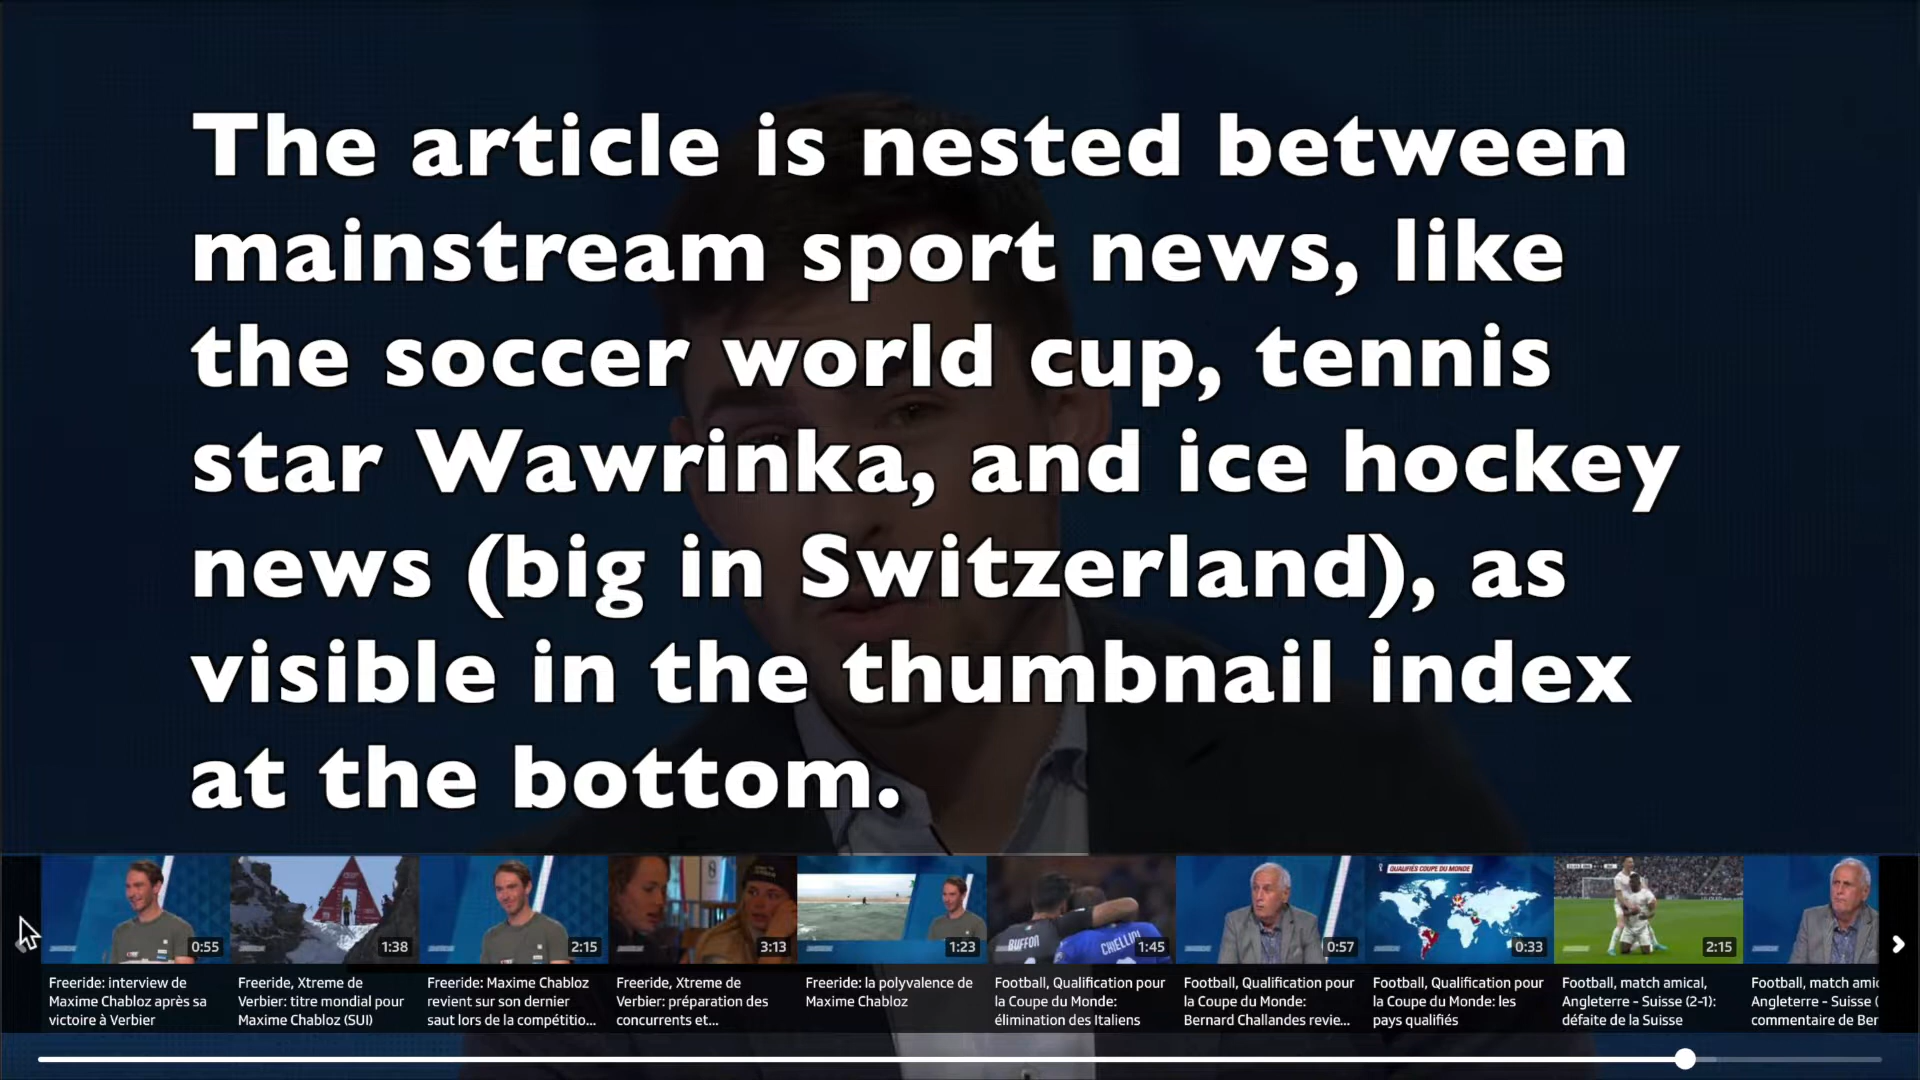 The article is nested between
mainstream sport news, like
the soccer world cup, tennis
star Wawrinka, and ice hockey
news (big in Switzerland), as
visible in the thumbnail index
at the bottom.
BUFFON
CHIELLINI
QUALIFIÉS COUPE DU MONDE
0:55
1:38
2:15
3:13
1:23
1:45
0:57
0:33
2:15
Freeride: interview de
Maxime Chabloz après sa
victoire à Verbier
Freeride, Xtreme de
Verbier: titre mondial pour
Maxime Chabloz (SUI)
Freeride: Maxime Chabloz
revient sur son dernier
saut lors de la compétitio...
Freeride, Xtreme de
Verbier: préparation des
concurrents et...
Freeride: la polyvalence de
Maxime Chabloz
Football, Qualification pour
la Coupe du Monde:
élimination des Italiens
Football, Qualification pour
la Coupe du Monde:
Bernard Challandes revie...
Football, Qualification pour
la Coupe du Monde: les
pays qualifiés
Football, match amical,
Angleterre - Suisse (2-1):
défaite de la Suisse
Football, match amic
Angleterre - Suisse (
commentaire de Ber